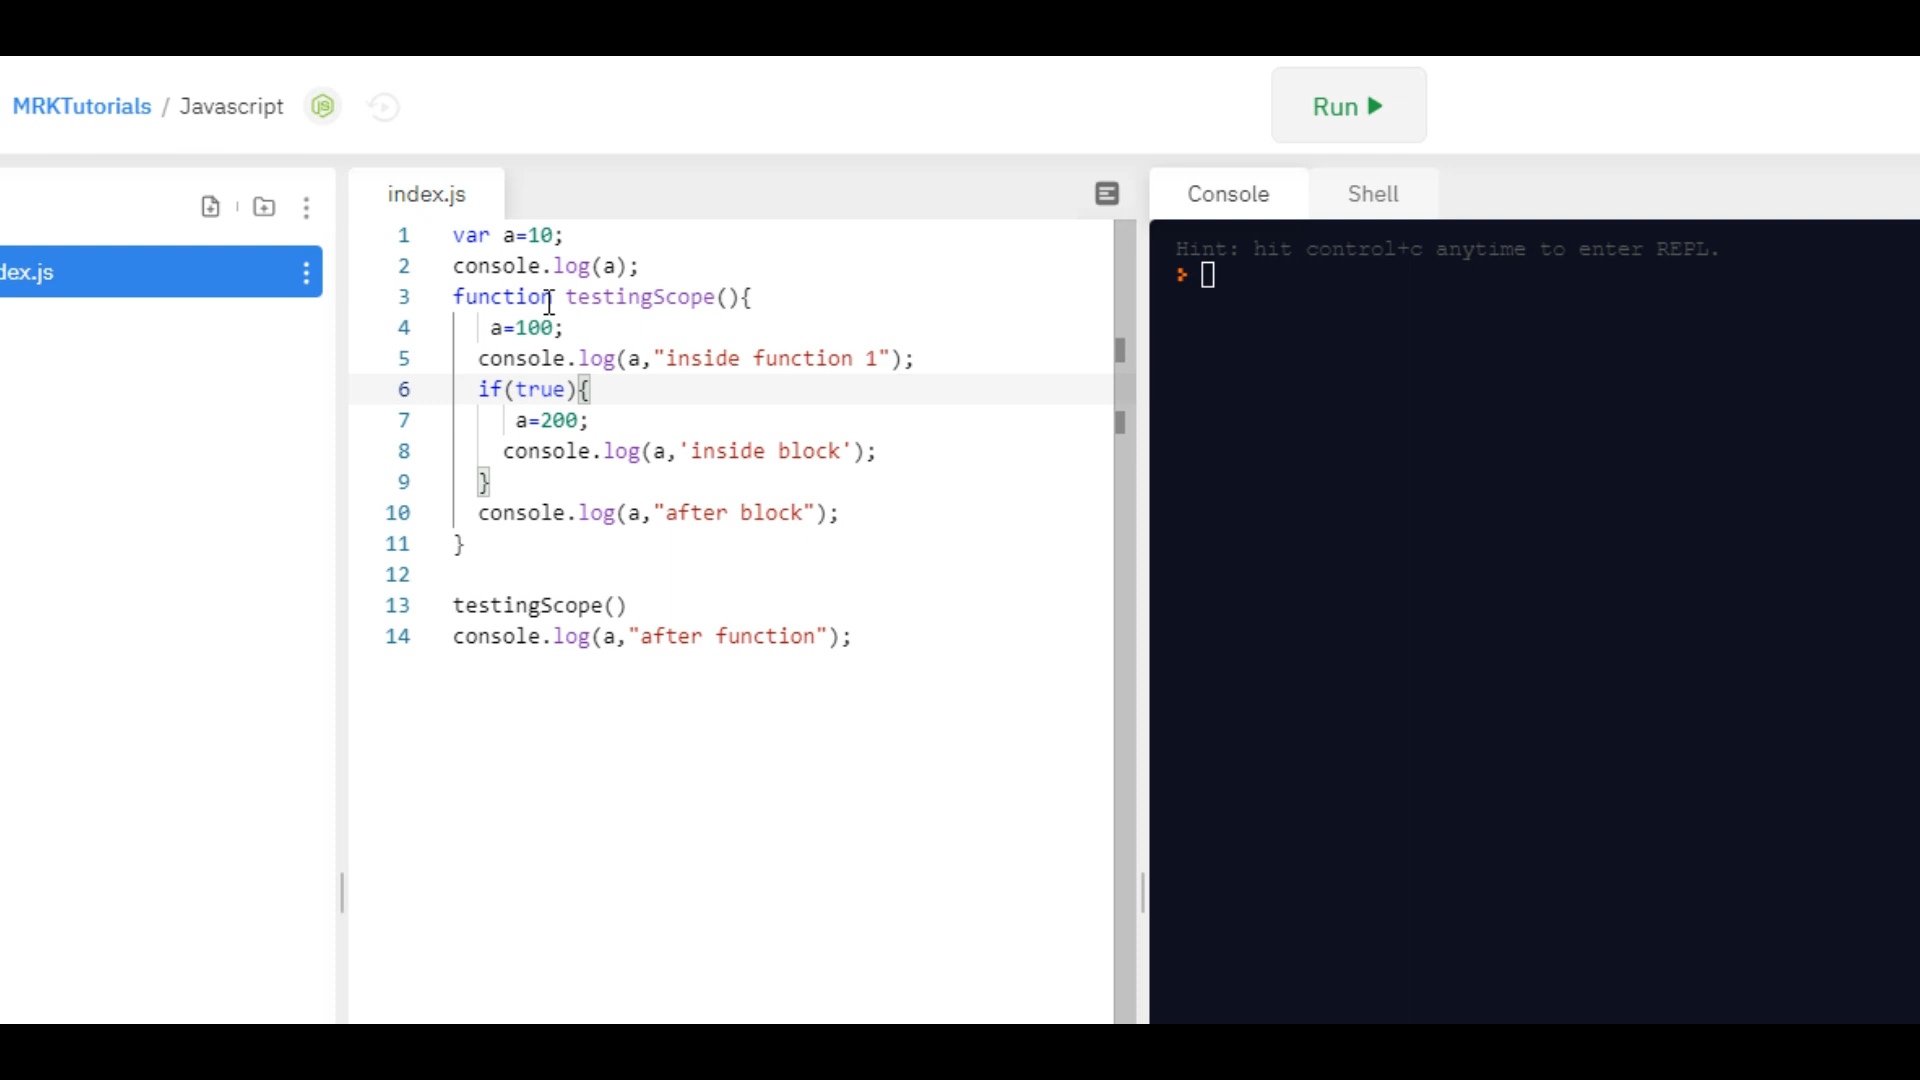 MRKTutorials / Javascript
Run
dex.js
index.js
Console Shell
1 var a=10;
2 console.log(a);
3 function testingScope(){
4 a=100;
5 console.log(a,"inside function 1");
6 if(true){
7 a=200;
8 console.log(a,'inside block');
9 }
10 console.log(a,"after block");
11 }
12
13 testingScope()
14 console.log(a,"after function");
Hint: hit control+c anytime to enter REPL.